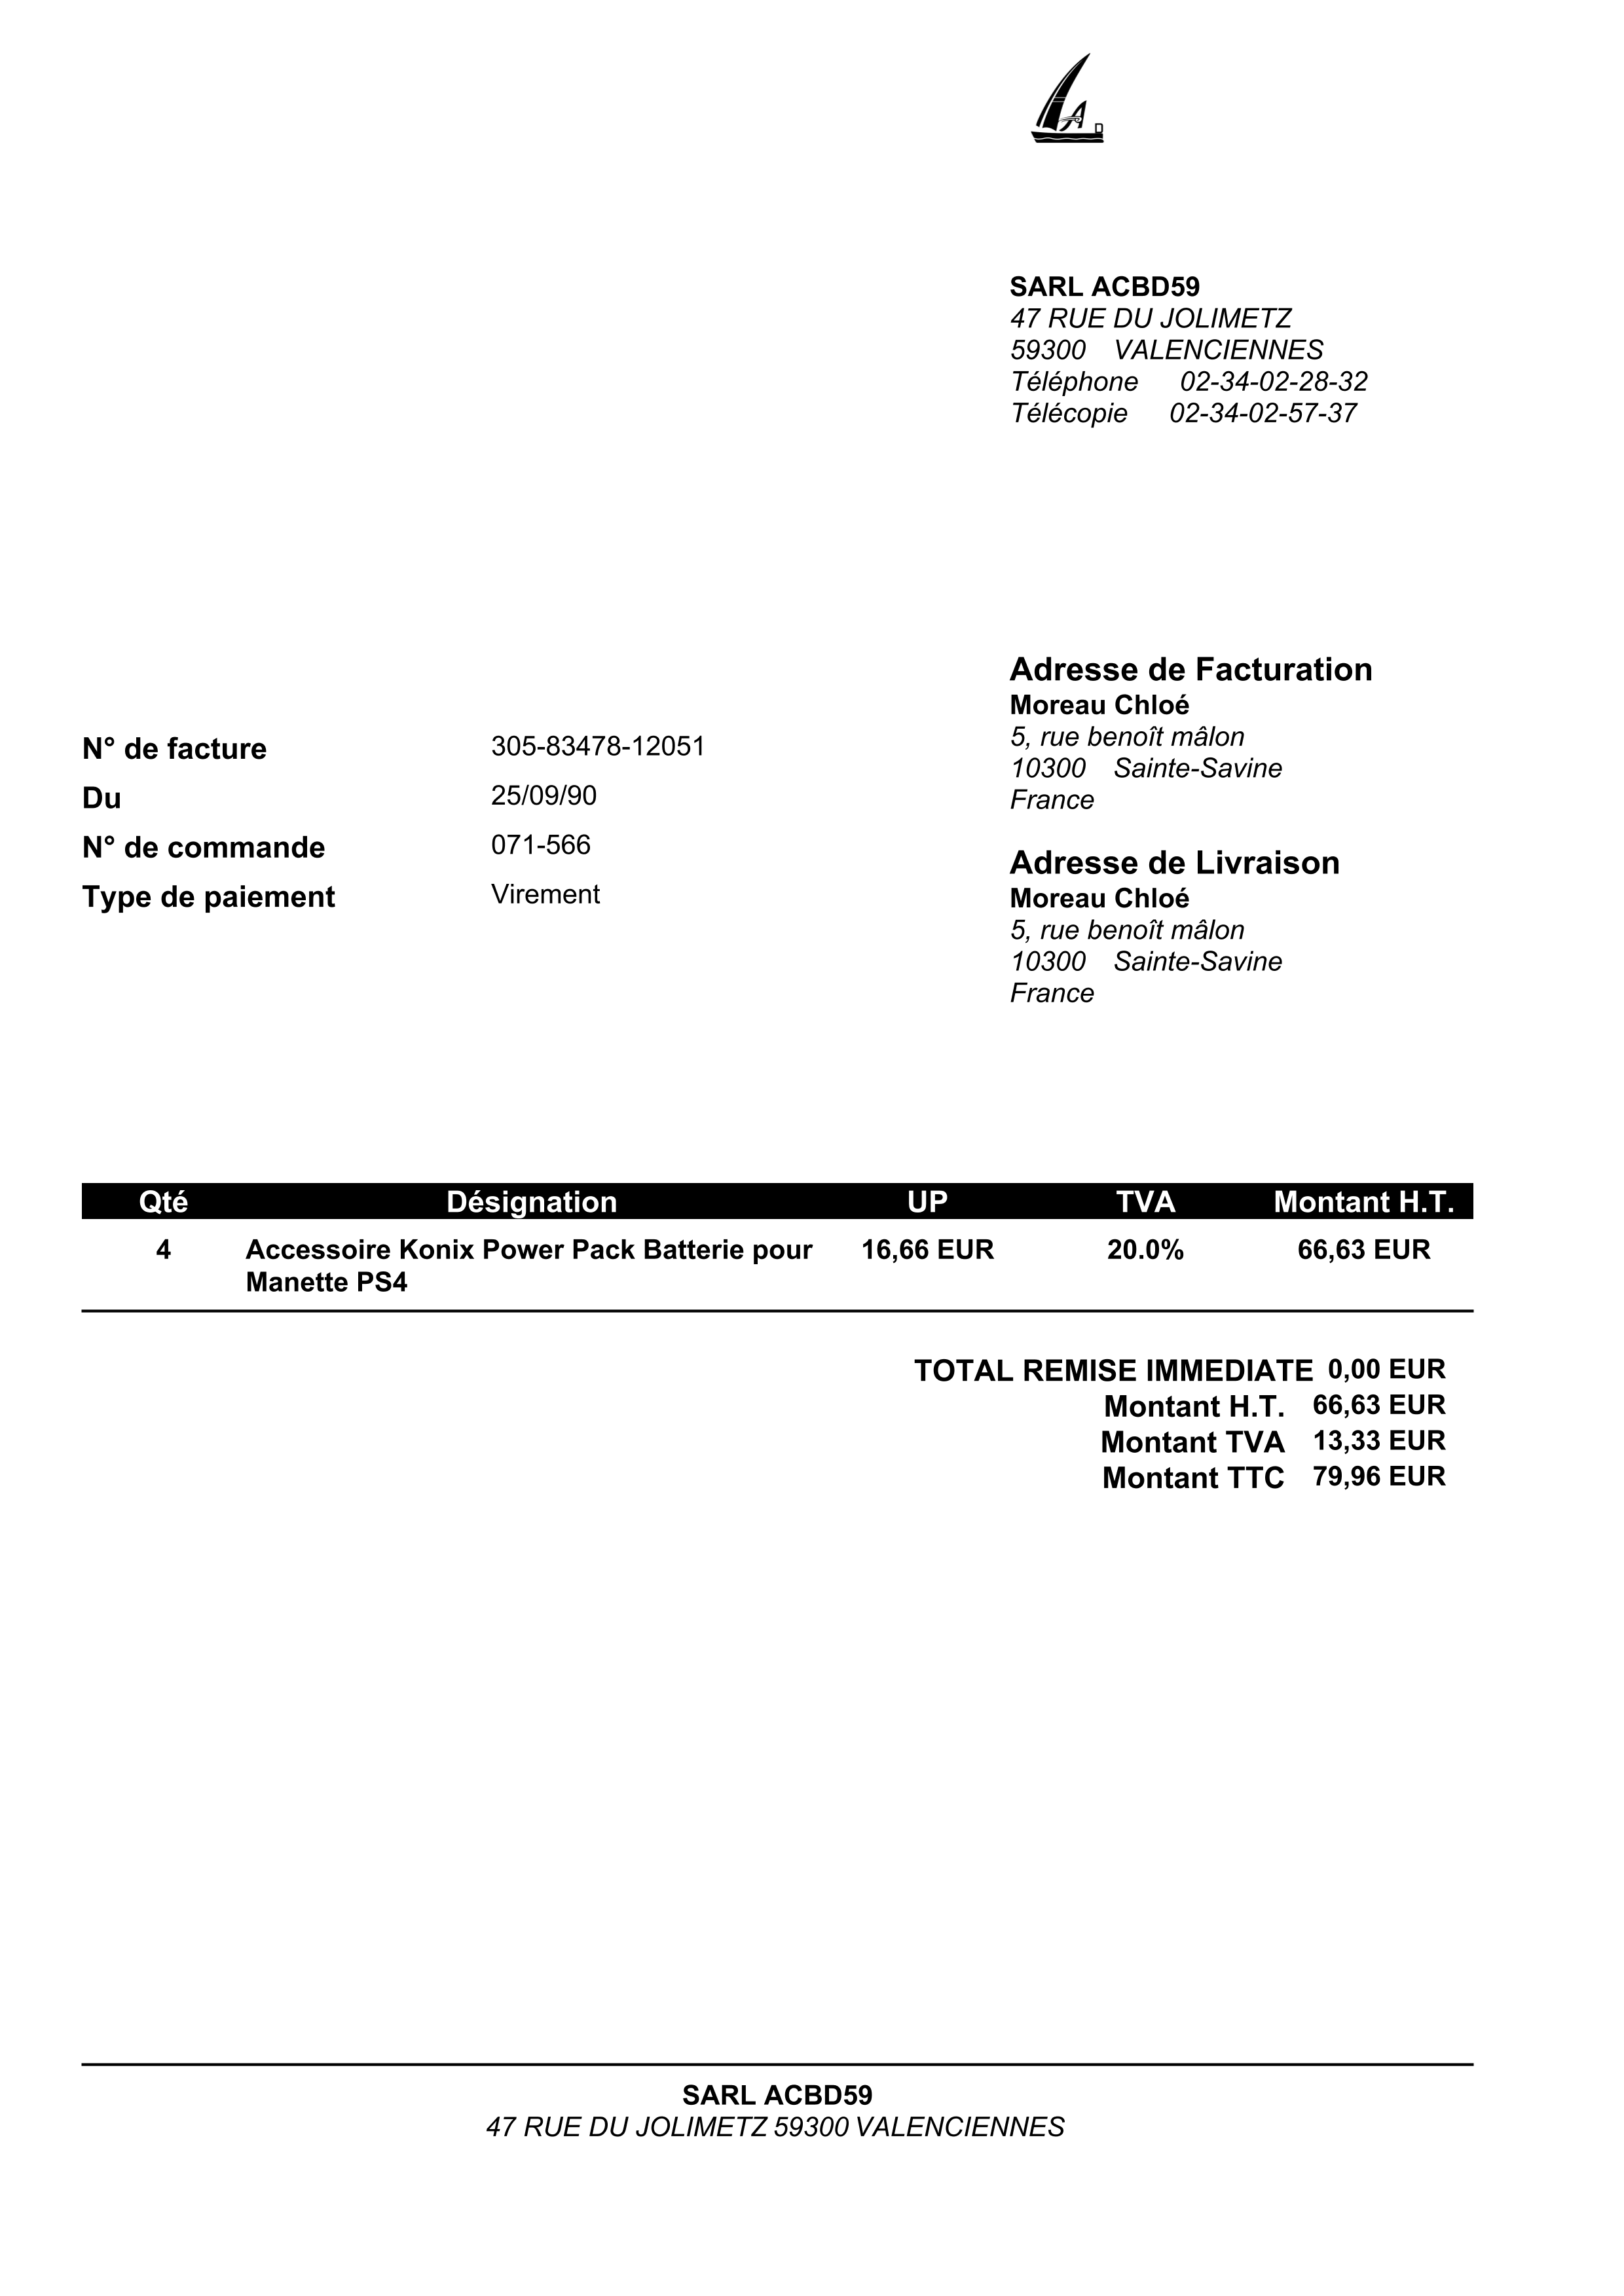 SARL ACBD59
47 RUE DU JOLIMETZ
59300 VALENCIENNES
Téléphone 02-34-02-28-32
Télécopie 02-34-02-57-37
Adresse de Facturation
Moreau Chloé
5, rue benoît mâlon
10300 Sainte-Savine
France
N° de facture 305-83478-12051
Du 25/09/90
N° de commande 071-566
Type de paiement Virement
Adresse de Livraison
Moreau Chloé
5, rue benoît mâlon
10300 Sainte-Savine
France
Qté Désignation UP TVA Montant H.T.
4 Accessoire Konix Power Pack Batterie pour 16,66 EUR 20.0% 66,63 EUR
Manette PS4
TOTAL REMISE IMMEDIATE 0,00 EUR
Montant H.T. 66,63 EUR
Montant TVA 13,33 EUR
Montant TTC 79,96 EUR
SARL ACBD59
47 RUE DU JOLIMETZ 59300 VALENCIENNES